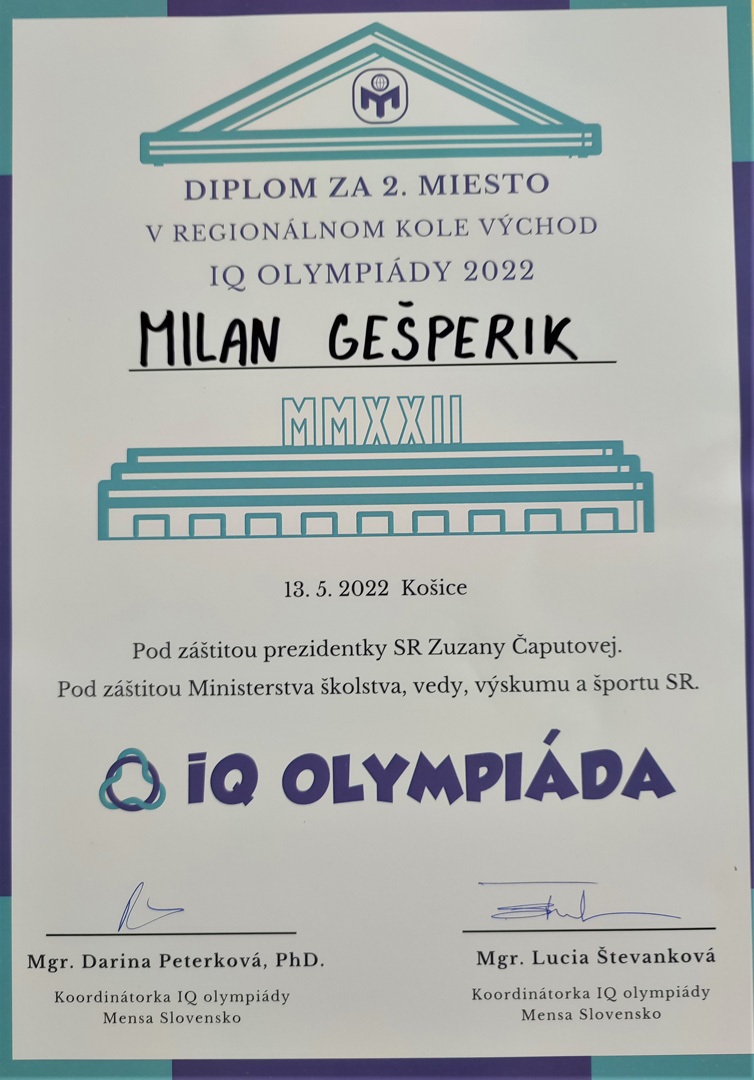 DIPLOM ZA 2. MIESTO
V REGIONÁLNOM KOLE VÝCHOD
IQ OLYMPIÁDY 2022
MILAN GEŠPERIK
MMXXII
13. 5. 2022 Košice
Pod záštitou prezidentky SR Zuzany Čaputovej.
Pod záštitou Ministerstva školstva, vedy, výskumu a športu SR.
iQ OLYMPIÁDA
Mgr. Darina Peterková, PhD.
Koordinátorka IQ olympiády
Mensa Slovensko
Mgr. Lucia Števanková
Koordinátorka IQ olympiády
Mensa Slovensko